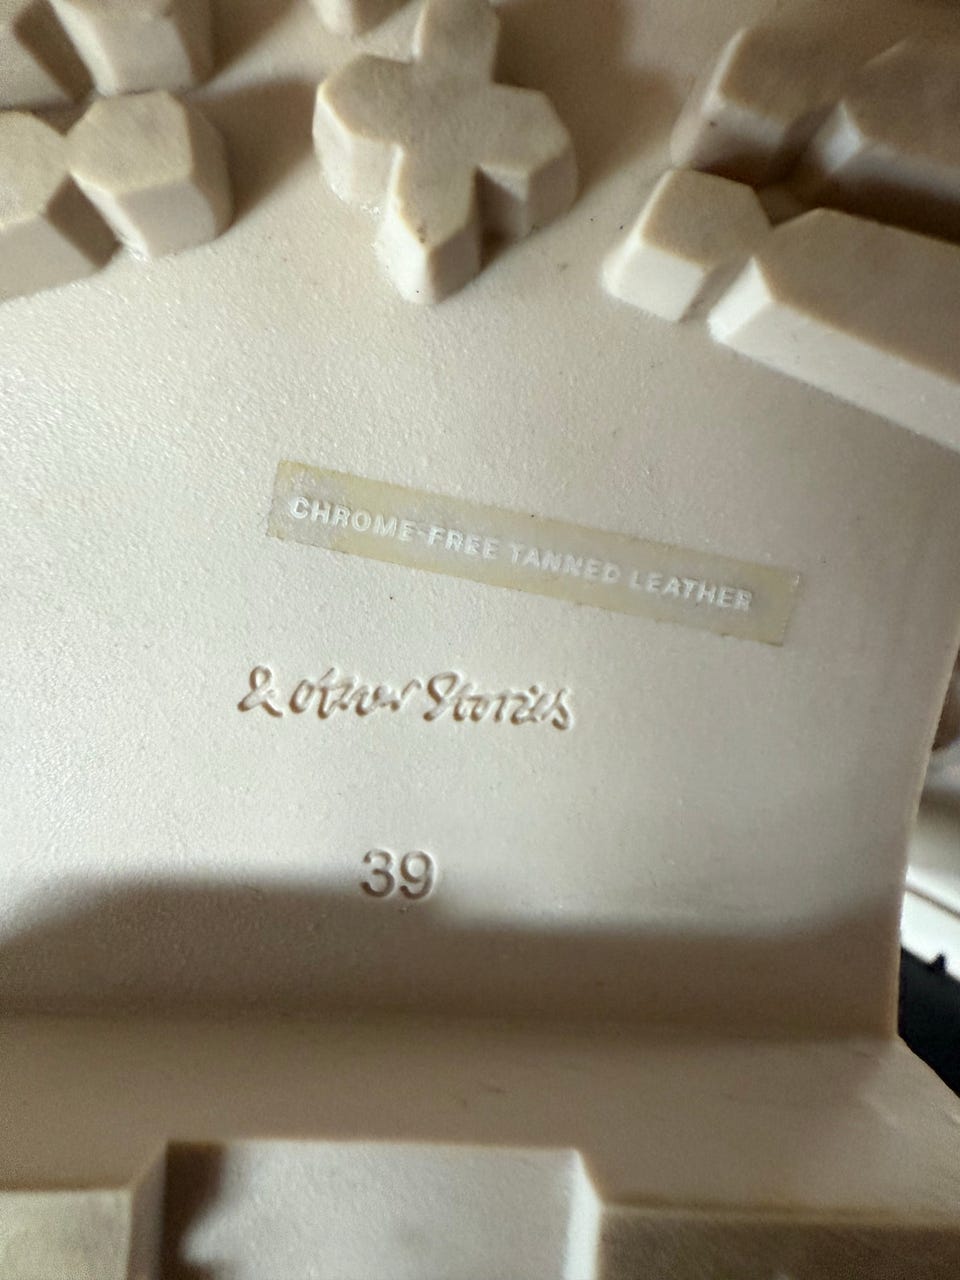 CHROME-FREE TANNED LEATHER
& other Stories
39